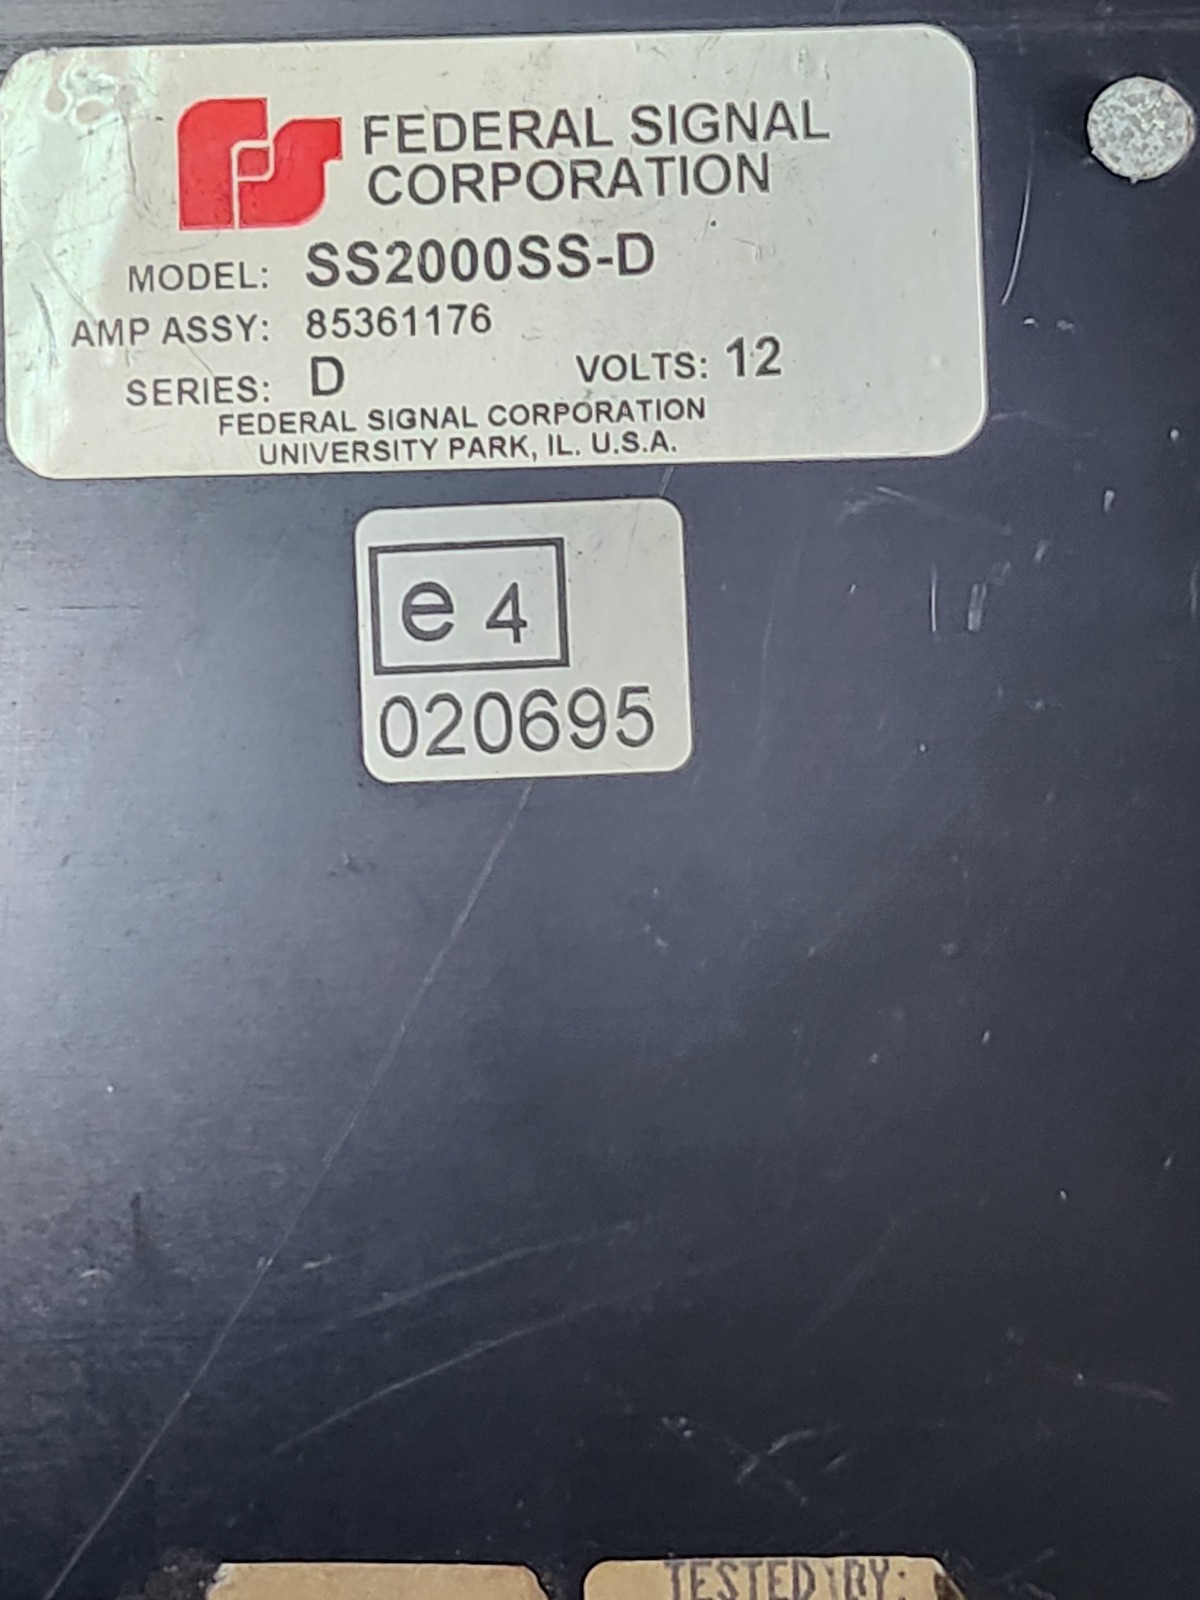 FS FEDERAL SIGNAL
CORPORATION
MODEL: SS2000SS-D
AMP ASSY: 85361176
SERIES: D VOLTS: 12
FEDERAL SIGNAL CORPORATION
UNIVERSITY PARK, IL. U.S.A.
e 4
020695
TESTED BY: